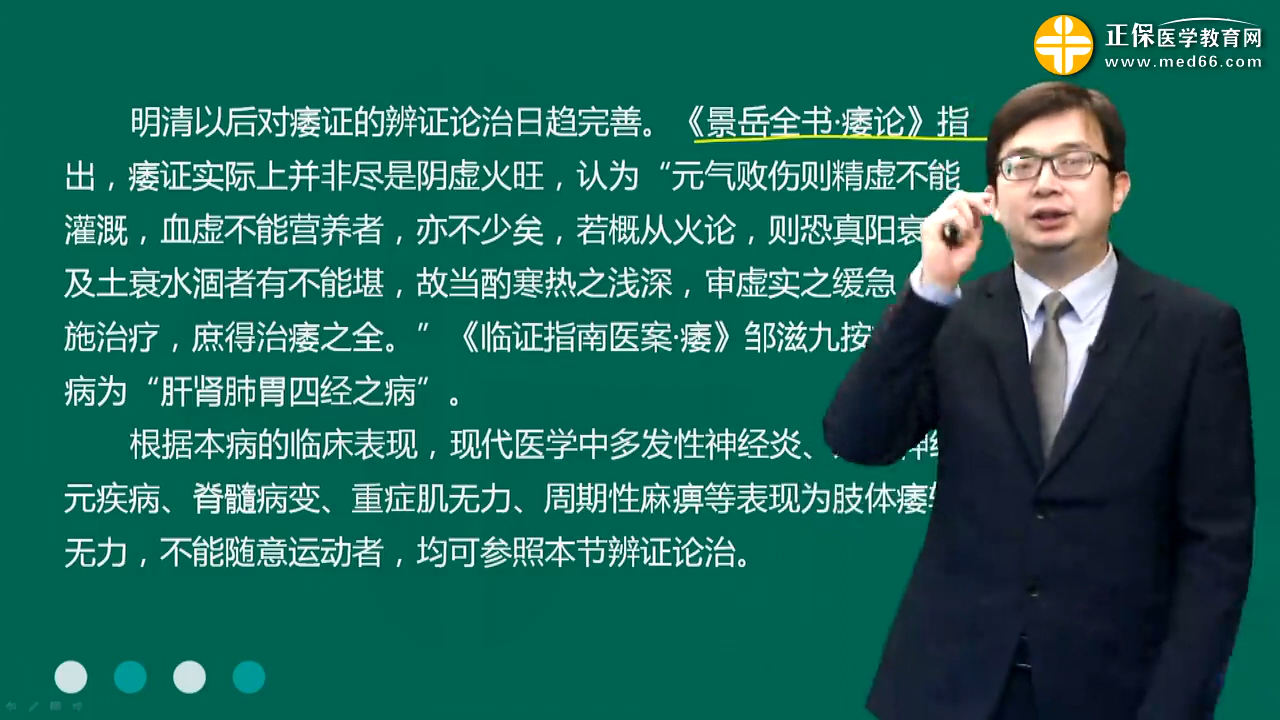 正保医学教育网
www.med66.com
明清以后对痿证的辨证论治日趋完善。《景岳全书·痿论》指
出，痿证实际上并非尽是阴虚火旺，认为“元气败伤则精虚不能
灌溉，血虚不能营养者，亦不少矣，若概从火论，则恐真阳衰
及土衰水涸者有不能堪，故当酌寒热之浅深，审虚实之缓急
施治疗，庶得治痿之全。”《临证指南医案·痿》邹滋九按
病为“肝肾肺胃四经之病”。
根据本病的临床表现，现代医学中多发性神经炎、
元疾病、脊髓病变、重症肌无力、周期性麻痹等表现为肢体痿
无力，不能随意运动者，均可参照本节辨证论治。